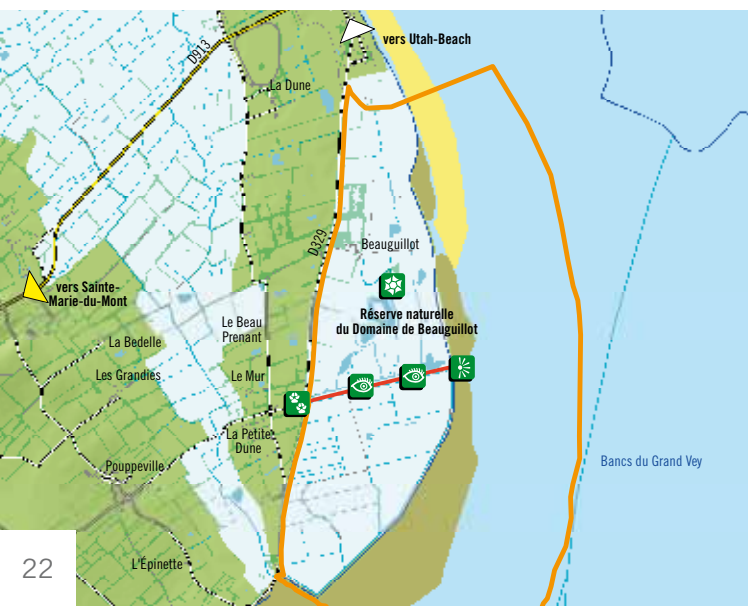 vers Utah-Beach
D913
La Dune
D329
Beauguillot
vers Sainte-
Marie-du-Mont
Réserve naturelle
du Domaine de Beauguillot
Le Beau
Prenant
La Bedelle
Les Grandies
Le Mur
La Petite
Dune
Pouppeville
Bancs du Grand Vey
L'Épinette
22